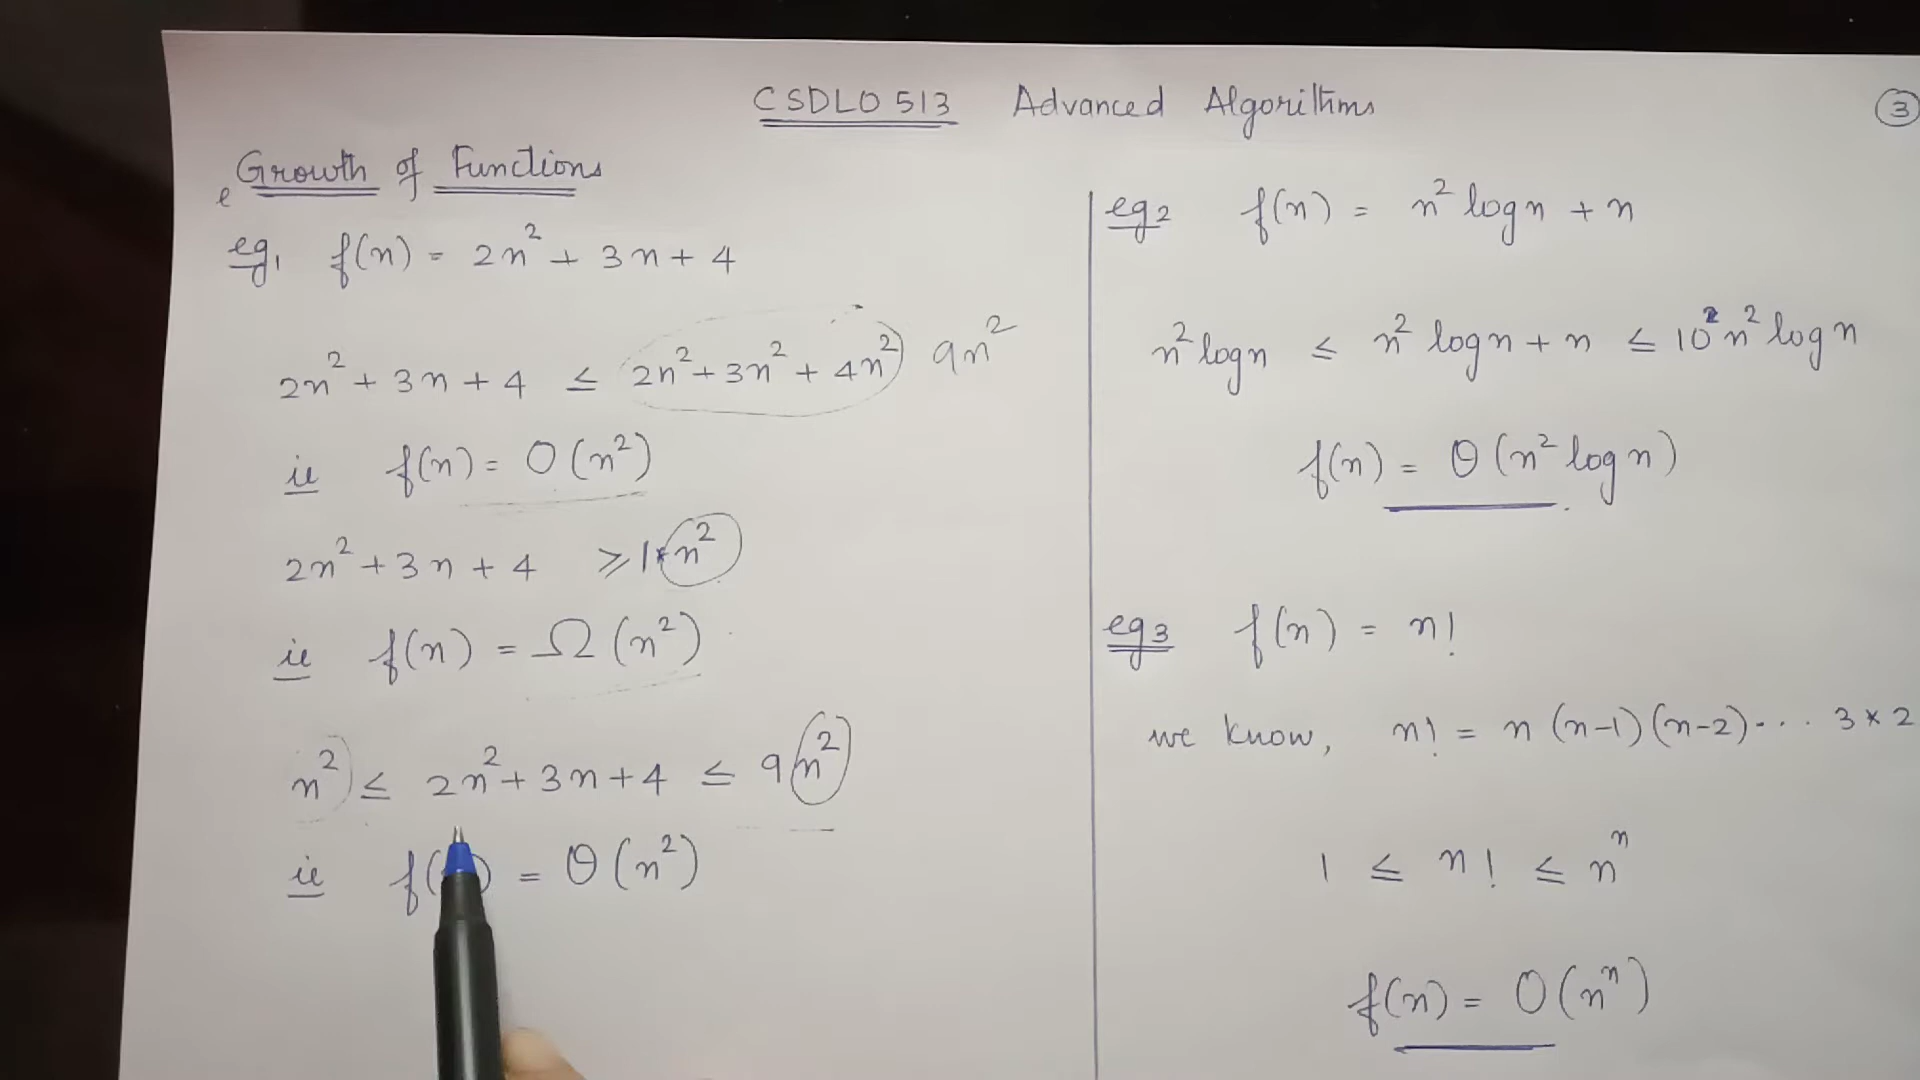 CSDLO 513 Advanced Algorithms
3
Growth of Functions
e
eg1 f(n) = 2n² + 3n + 4
2n² + 3n + 4 ≤ 2n² + 3n² + 4n² 9n²
ie f(n) = O(n²)
2n² + 3n + 4 ≥ 1*n²
ie f(n) = Ω(n²)
n² ≤ 2n² + 3n + 4 ≤ 9n²
ie f( ) = Θ(n²)
eg2 f(n) = n² log n + n
n² log n ≤ n² log n + n ≤ 10² n² log n
f(n) = Θ(n² log n)
eg3 f(n) = n!
we know, n! = n (n-1)(n-2)---. 3 * 2
1 ≤ n! ≤ nⁿ
f(n) = O(nⁿ)